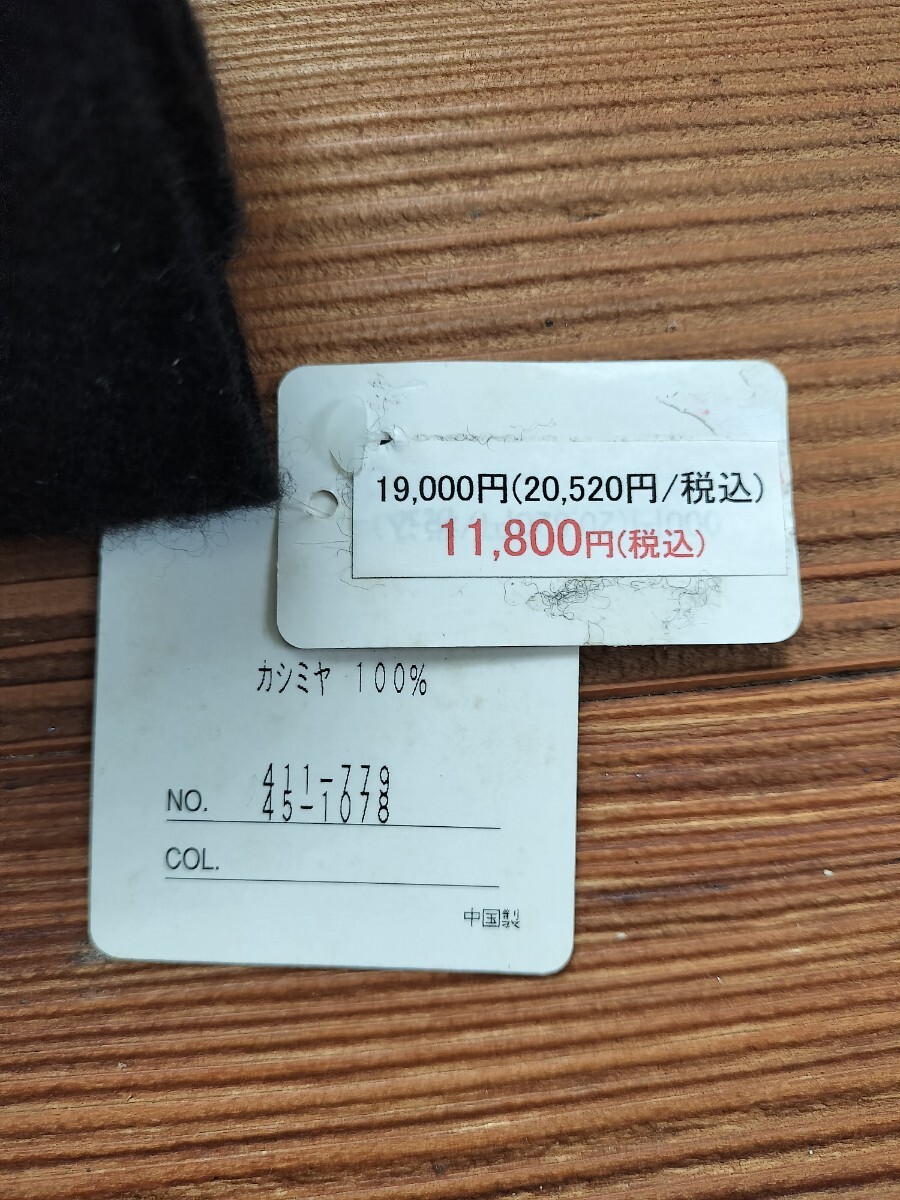 19,000円(20,520円/税込)
11,800円(税込)
カシミヤ 100%
411-779
NO. 45-1078
COL.
中国製